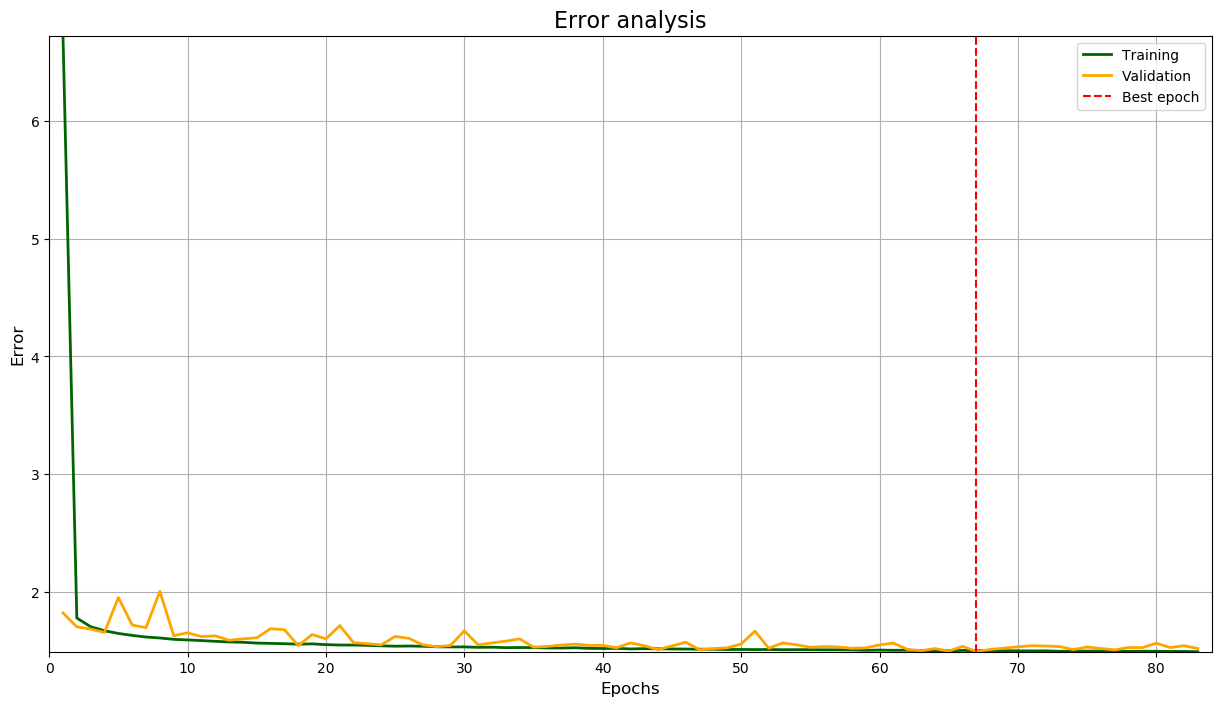 Error analysis
Training
Validation
Best epoch
Error
6
5
4
3
2
0 10 20 30 40 50 60 70 80
Epochs